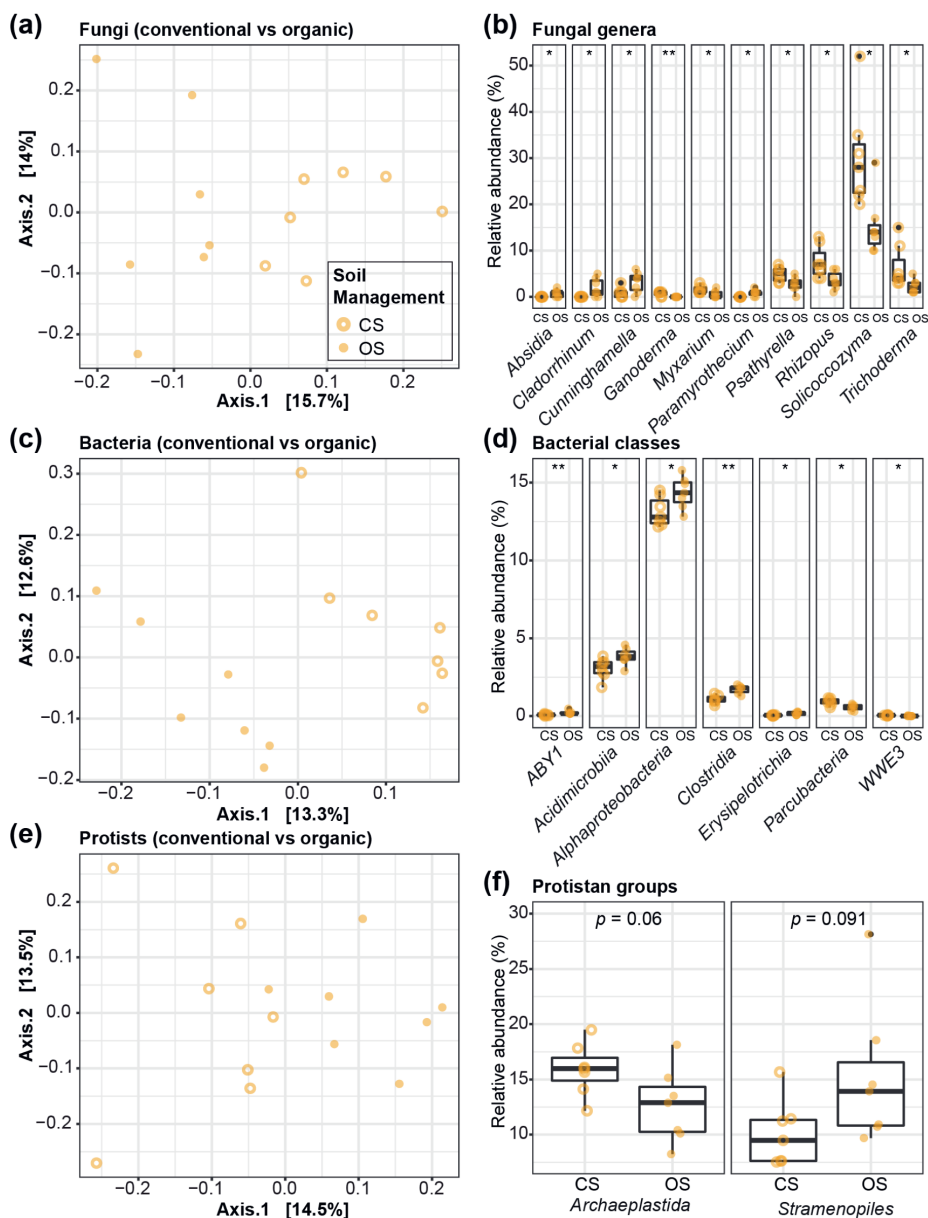 (a) Fungi (conventional vs organic)
0.2
0.1
0.0
−0.1
−0.2
Axis.2 [14%]
Soil
Management
CS
OS
−0.2 −0.1 0.0 0.1 0.2
Axis.1 [15.7%]
(b) Fungal genera
* * * ** * * * * * *
50
40
30
20
10
0
Relative abundance (%)
CS OS CS OS CS OS CS OS CS OS CS OS CS OS CS OS CS OS CS OS
Absidia
Cladorrhinum
Cunninghamella
Ganoderma
Myxarium
Paramyrothecium
Psathyrella
Rhizopus
Solicoccozyma
Trichoderma
(c) Bacteria (conventional vs organic)
0.3
0.2
0.1
0.0
−0.1
−0.2
Axis.2 [12.6%]
−0.2 −0.1 0.0 0.1
Axis.1 [13.3%]
(d) Bacterial classes
** * * ** * * *
15
10
5
0
Relative abundance (%)
CS OS CS OS CS OS CS OS CS OS CS OS CS OS
ABY1
Acidimicrobiia
Alphaproteobacteria
Clostridia
Erysipelotrichia
Parcubacteria
WWE3
(e) Protists (conventional vs organic)
0.2
0.1
0.0
−0.1
−0.2
Axis.2 [13.5%]
−0.2 −0.1 0.0 0.1 0.2
Axis.1 [14.5%]
(f) Protistan groups
30
25
20
15
10
Relative abundance (%)
p = 0.06 p = 0.091
CS OS CS OS
Archaeplastida Stramenopiles